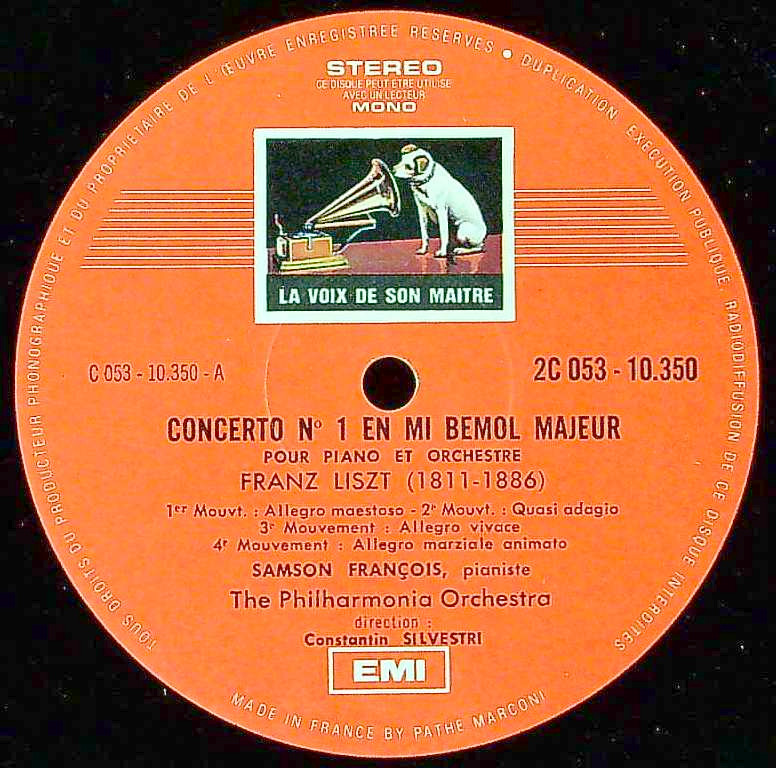 TOUS DROITS DU PRODUCTEUR PHONOGRAPHIQUE ET DU PROPRIETAIRE DE L'ŒUVRE ENREGISTREE RESERVES • DUPLICATION EXECUTION PUBLIQUE, RADIODIFFUSION DE CE DISQUE INTERDITES
STEREO
CE DISQUE PEUT ETRE UTILISE
AVEC UN LECTEUR
MONO
LA VOIX DE SON MAITRE
C 053 - 10.350 - A
2C 053 - 10.350
CONCERTO Nº 1 EN MI BEMOL MAJEUR
POUR PIANO ET ORCHESTRE
FRANZ LISZT (1811-1886)
1er Mouvt. : Allegro maestoso - 2e Mouvt. : Quasi adagio
3e Mouvement : Allegro vivace
4e Mouvement : Allegro marziale animato
SAMSON FRANÇOIS, pianiste
The Philharmonia Orchestra
direction :
Constantin SILVESTRI
EMI
MADE IN FRANCE BY PATHE MARCONI